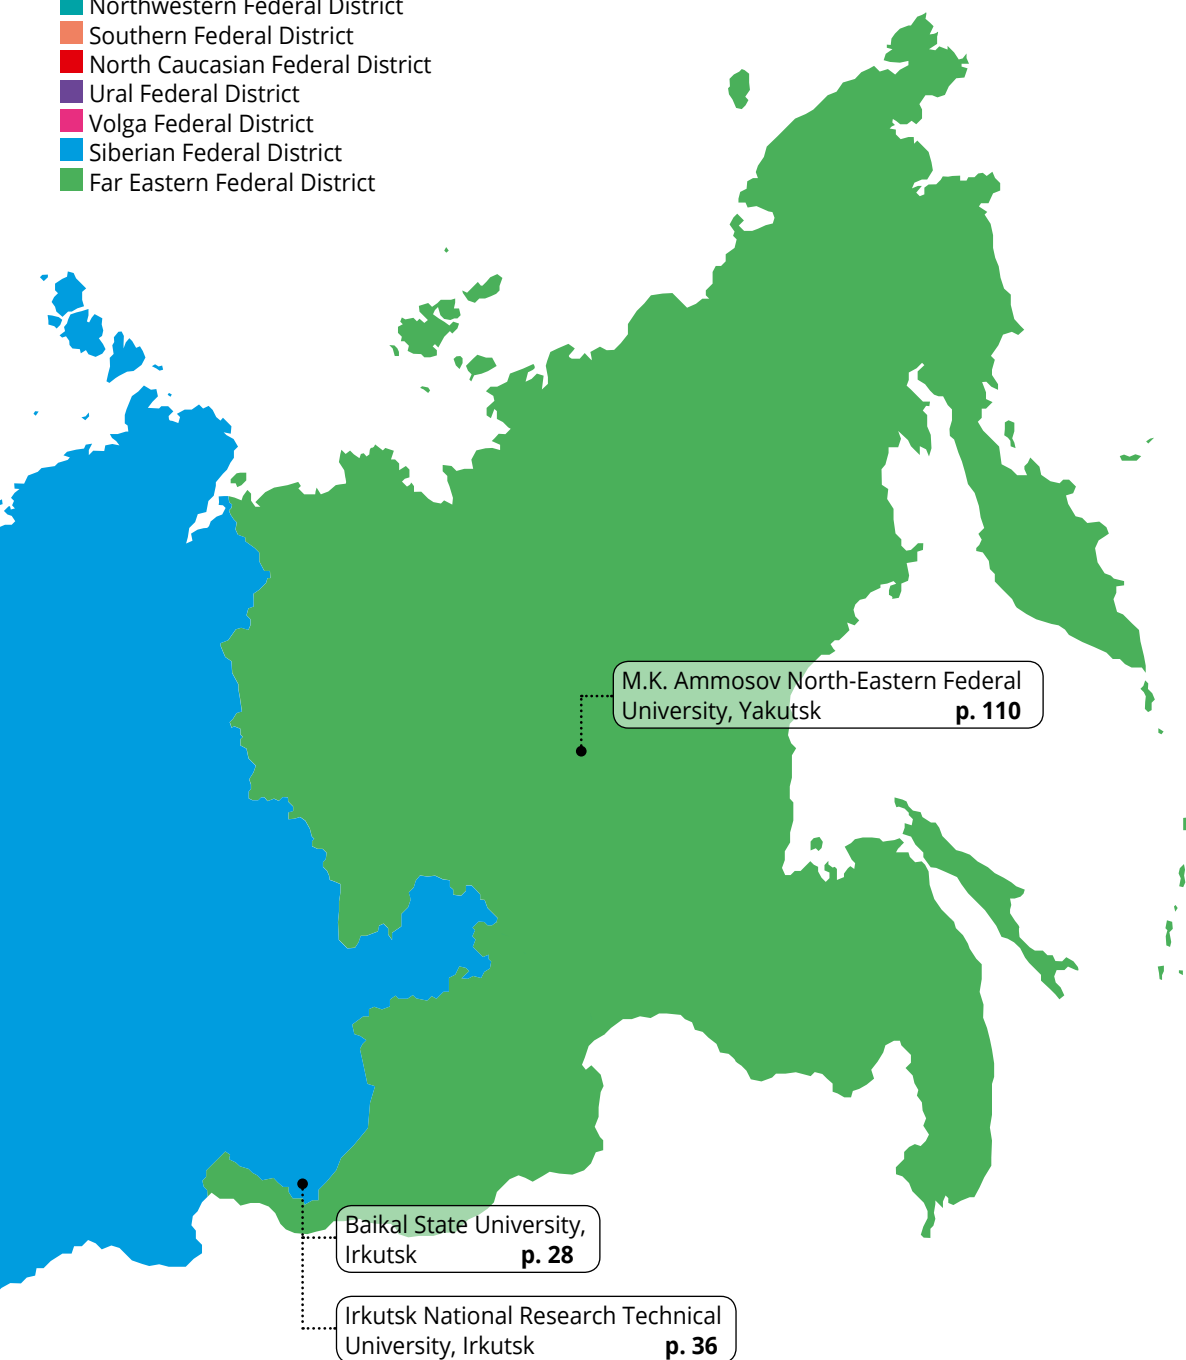 Northwestern Federal District
Southern Federal District
North Caucasian Federal District
Ural Federal District
Volga Federal District
Siberian Federal District
Far Eastern Federal District
M.K. Ammosov North-Eastern Federal
University, Yakutsk p. 110
Baikal State University,
Irkutsk p. 28
Irkutsk National Research Technical
University, Irkutsk p. 36